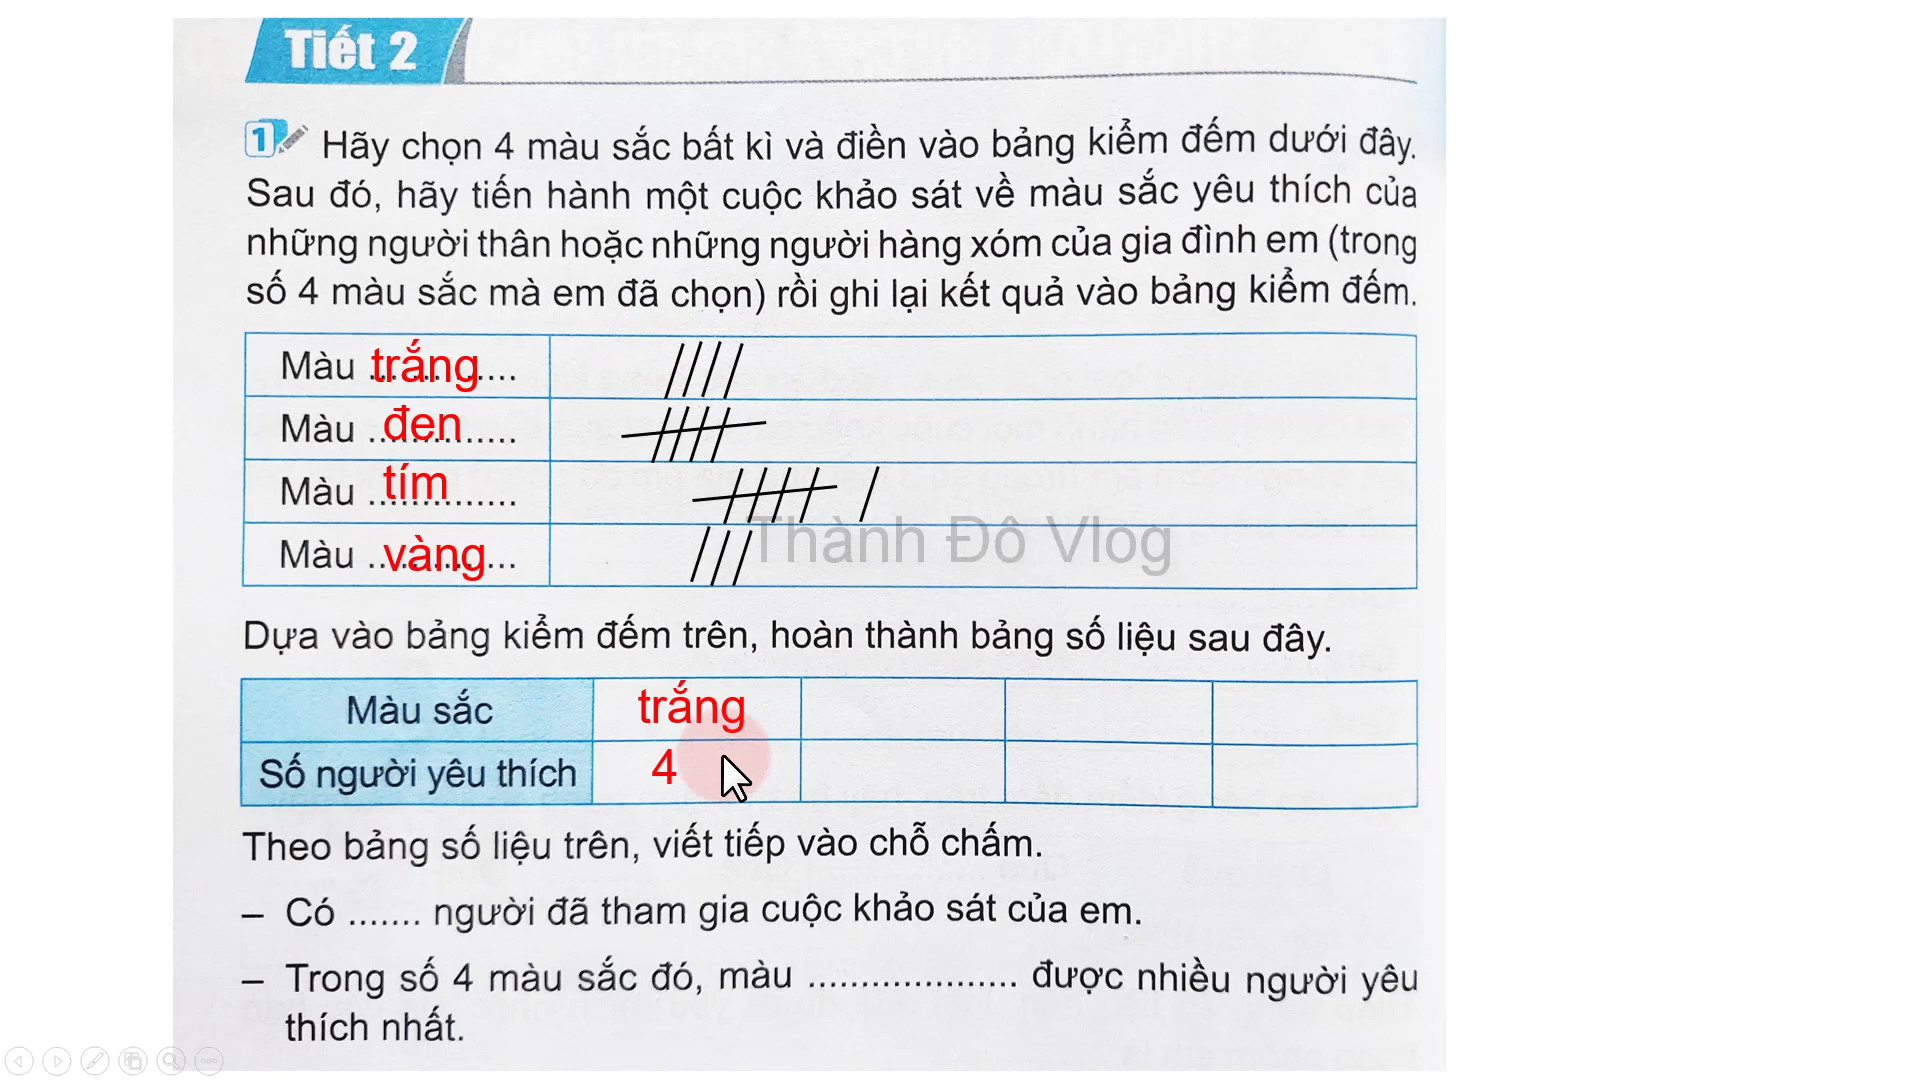 Tiết 2
1 Hãy chọn 4 màu sắc bất kì và điền vào bảng kiểm đếm dưới đây.
Sau đó, hãy tiến hành một cuộc khảo sát về màu sắc yêu thích của
những người thân hoặc những người hàng xóm của gia đình em (trong
số 4 màu sắc mà em đã chọn) rồi ghi lại kết quả vào bảng kiểm đếm.
Màu trắng....
Màu ..đen......
Màu ..tím.......
Màu ..vàng...
Thành Đô Vlog
Dựa vào bảng kiểm đếm trên, hoàn thành bảng số liệu sau đây.
Màu sắc trắng
Số người yêu thích 4
Theo bảng số liệu trên, viết tiếp vào chỗ chấm.
– Có ....... người đã tham gia cuộc khảo sát của em.
– Trong số 4 màu sắc đó, màu .................... được nhiều người yêu
thích nhất.